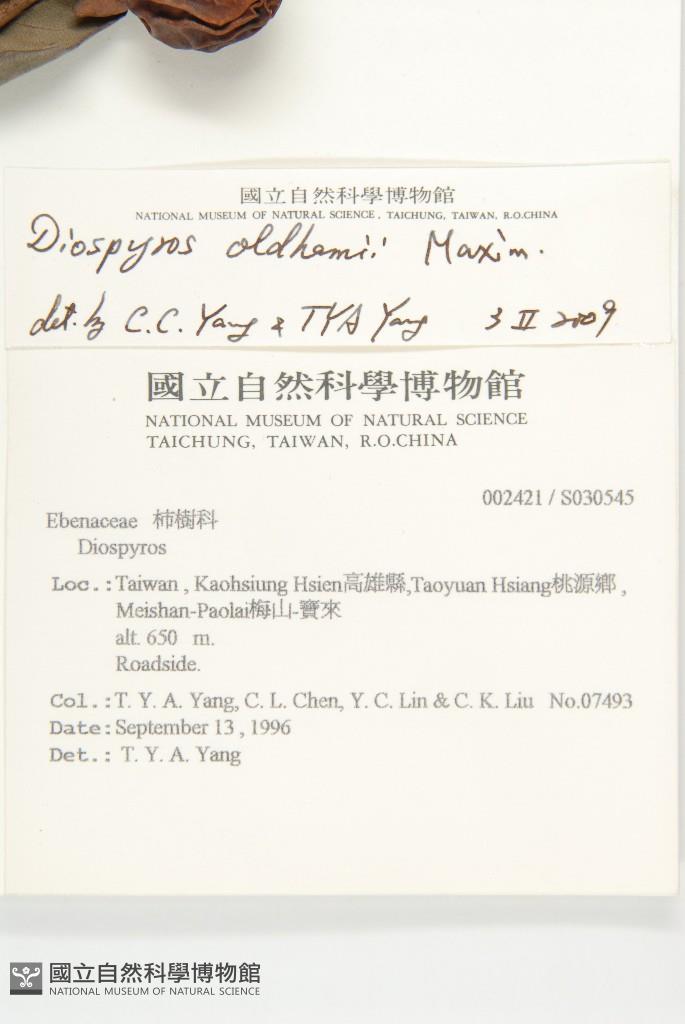 國立自然科學博物館
NATIONAL MUSEUM OF NATURAL SCIENCE, TAICHUNG, TAIWAN, R.O.CHINA
Diospyros oldhamii Maxim.
det. by C.C. Yang & TYA Yang 3 II 2009
國立自然科學博物館
NATIONAL MUSEUM OF NATURAL SCIENCE
TAICHUNG, TAIWAN, R.O.CHINA
002421 / S030545
Ebenaceae 柿樹科
Diospyros
Loc.: Taiwan , Kaohsiung Hsien高雄縣,Taoyuan Hsiang桃源鄉 ,
Meishan-Paolai梅山-寶來
alt. 650 m.
Roadside.
Col.: T. Y. A. Yang, C. L. Chen, Y. C. Lin & C. K. Liu No.07493
Date: September 13 , 1996
Det.: T. Y. A. Yang
國立自然科學博物館
NATIONAL MUSEUM OF NATURAL SCIENCE